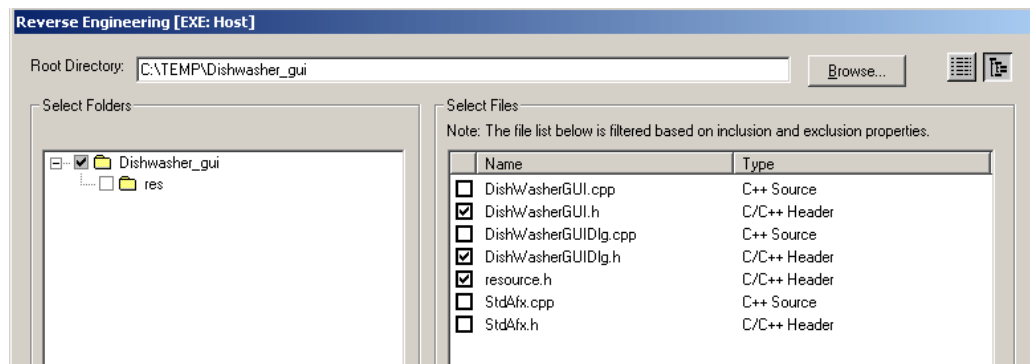 Reverse Engineering [EXE: Host]
Root Directory: C:\TEMP\Dishwasher_gui Browse...
Select Folders
Dishwasher_gui
res
Select Files
Note: The file list below is filtered based on inclusion and exclusion properties.
Name Type
DishWasherGUI.cpp C++ Source
DishWasherGUI.h C/C++ Header
DishWasherGUIDlg.cpp C++ Source
DishWasherGUIDlg.h C/C++ Header
resource.h C/C++ Header
StdAfx.cpp C++ Source
StdAfx.h C/C++ Header